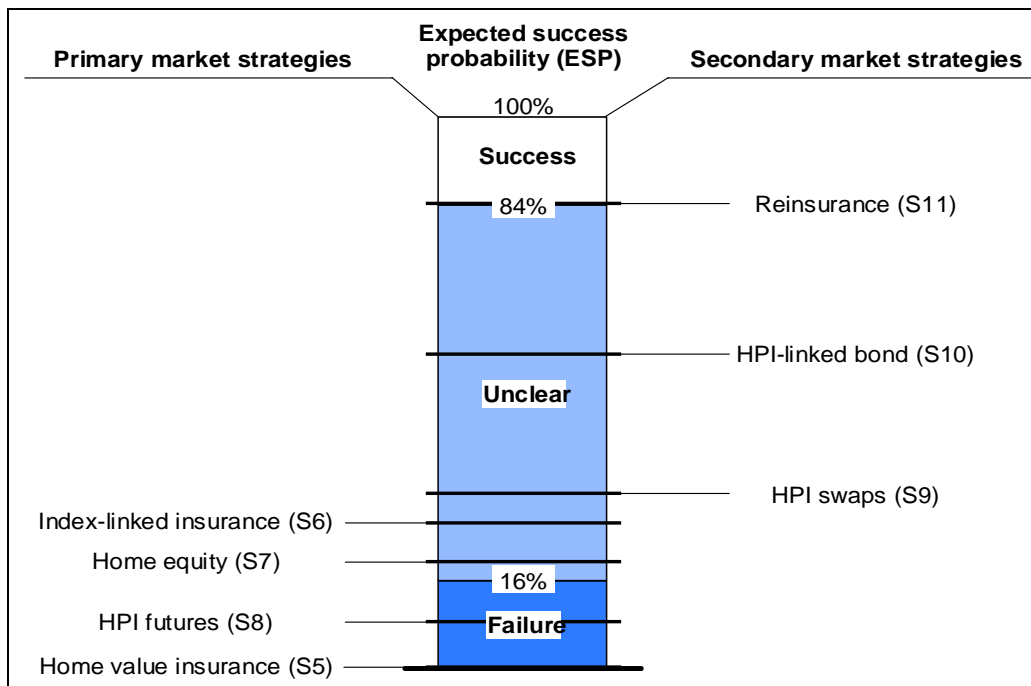 Expected success
probability (ESP)
Primary market strategies
Secondary market strategies
100%
Success
84%
Reinsurance (S11)
HPI-linked bond (S10)
Unclear
HPI swaps (S9)
Index-linked insurance (S6)
Home equity (S7)
16%
HPI futures (S8)
Failure
Home value insurance (S5)